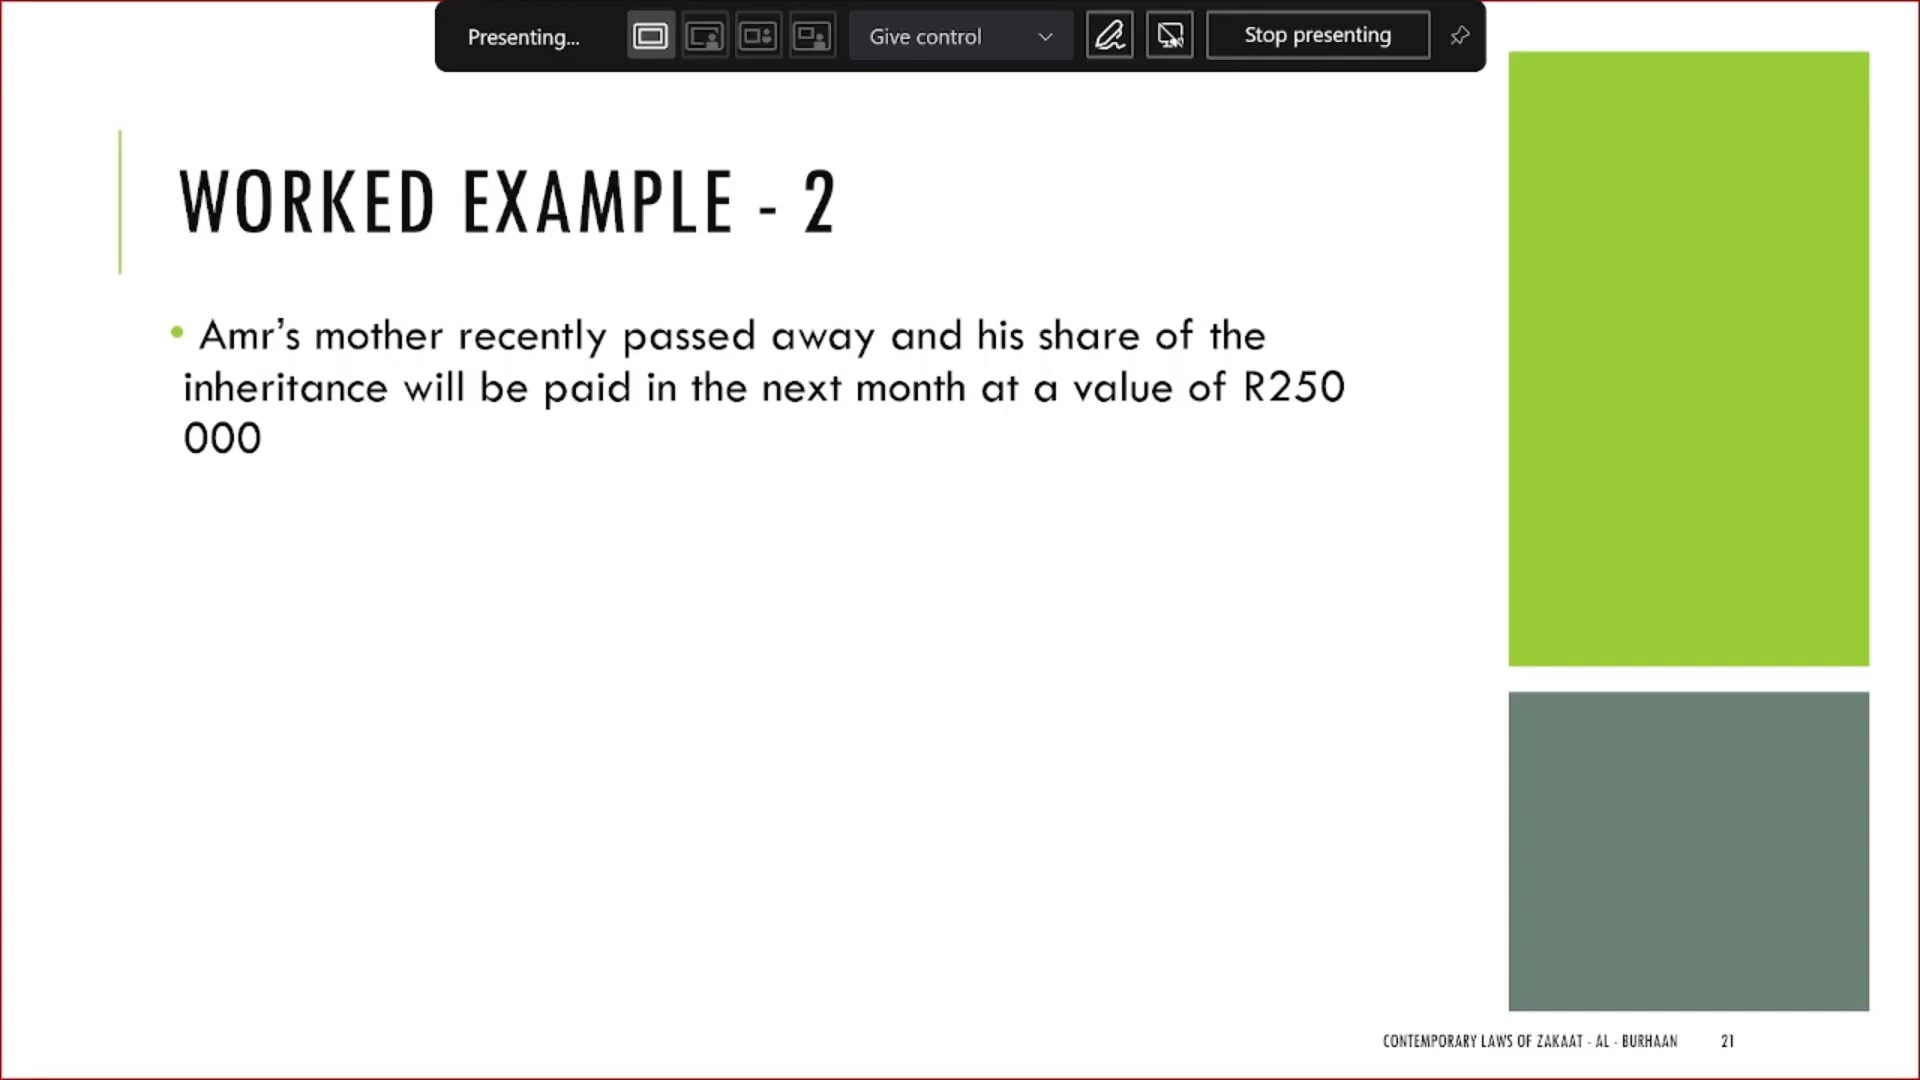 Presenting...
Give control
Stop presenting
WORKED EXAMPLE - 2
• Amr’s mother recently passed away and his share of the
inheritance will be paid in the next month at a value of R250
000
CONTEMPORARY LAWS OF ZAKAAT - AL - BURHAAN 21